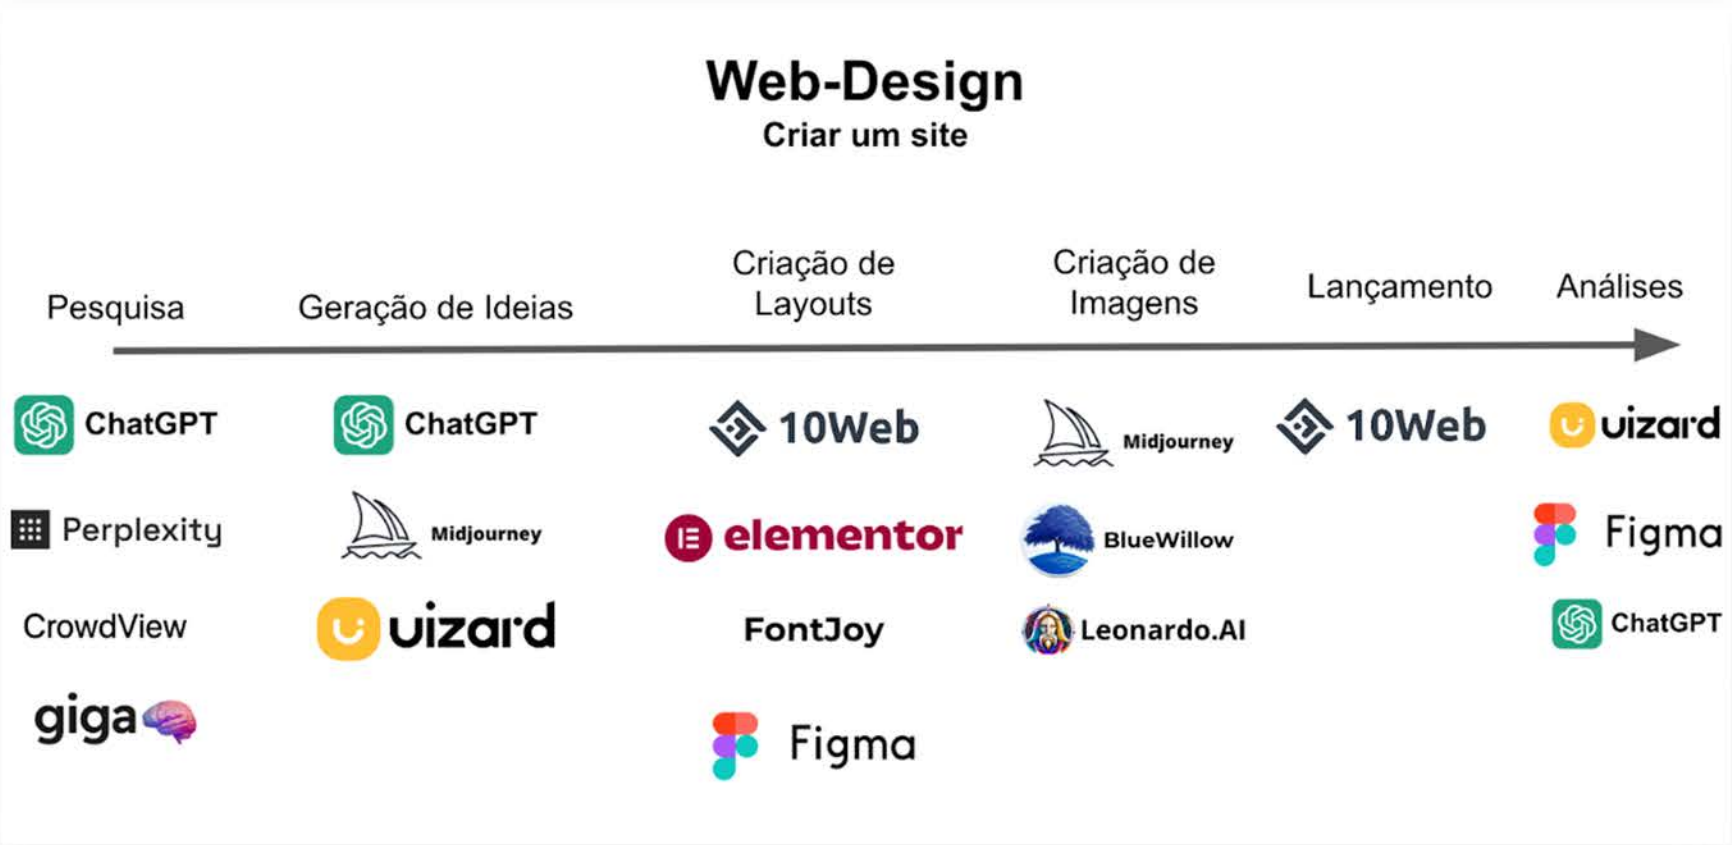 Web-Design
Criar um site
Pesquisa
Geração de Ideias
Criação de
Layouts
Criação de
Imagens
Lançamento
Análises
ChatGPT
Perplexity
CrowdView
giga
ChatGPT
Midjourney
uizard
10Web
elementor
FontJoy
Figma
Midjourney
BlueWillow
Leonardo.AI
10Web
uizard
Figma
ChatGPT